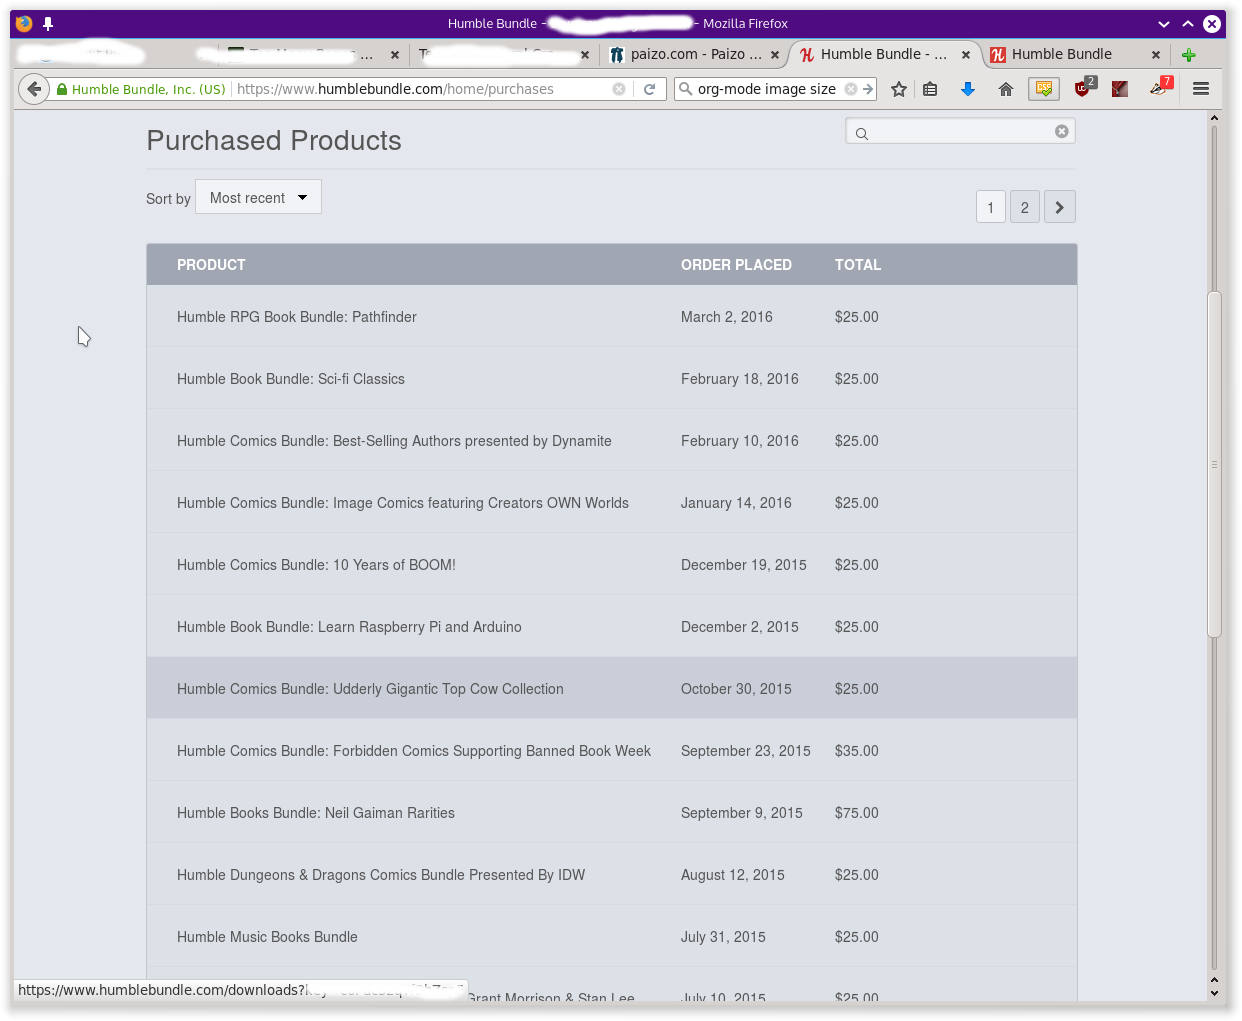 Humble Bundle - - Mozilla Firefox
...
paizo.com - Paizo ...
Humble Bundle - ...
Humble Bundle
Humble Bundle, Inc. (US) https://www.humblebundle.com/home/purchases
org-mode image size
2
7
Purchased Products
Sort by Most recent
1 2
PRODUCT ORDER PLACED TOTAL
Humble RPG Book Bundle: Pathfinder March 2, 2016 $25.00
Humble Book Bundle: Sci-fi Classics February 18, 2016 $25.00
Humble Comics Bundle: Best-Selling Authors presented by Dynamite February 10, 2016 $25.00
Humble Comics Bundle: Image Comics featuring Creators OWN Worlds January 14, 2016 $25.00
Humble Comics Bundle: 10 Years of BOOM! December 19, 2015 $25.00
Humble Book Bundle: Learn Raspberry Pi and Arduino December 2, 2015 $25.00
Humble Comics Bundle: Udderly Gigantic Top Cow Collection October 30, 2015 $25.00
Humble Comics Bundle: Forbidden Comics Supporting Banned Book Week September 23, 2015 $35.00
Humble Books Bundle: Neil Gaiman Rarities September 9, 2015 $75.00
Humble Dungeons & Dragons Comics Bundle Presented By IDW August 12, 2015 $25.00
Humble Music Books Bundle July 31, 2015 $25.00
Grant Morrison & Stan Lee July 10, 2015 $25.00
https://www.humblebundle.com/downloads?